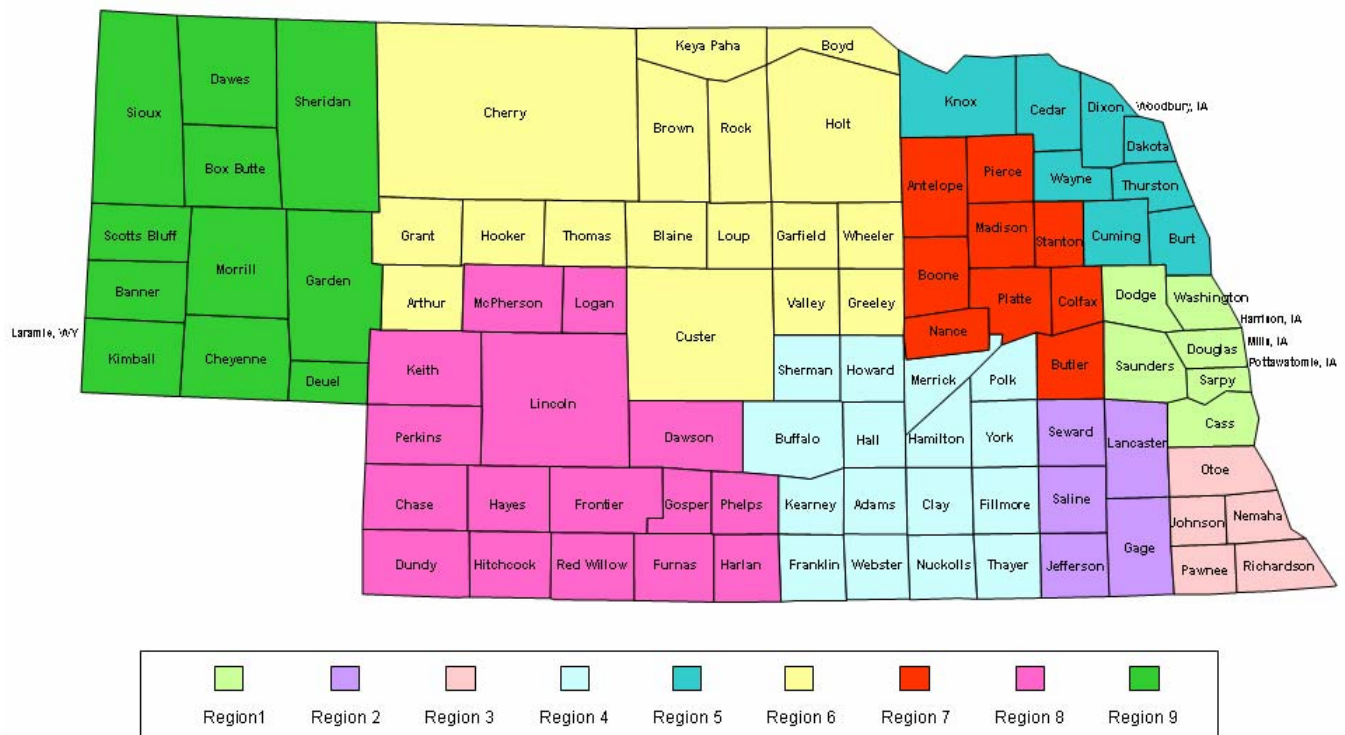 Keya Paha
Boyd
Dawes
Sheridan
Sioux
Cherry
Knox
Cedar
Dixon
Woodbury, IA
Brown
Rock
Holt
Dakota
Box Butte
Antelope
Pierce
Wayne
Thurston
Scotts Bluff
Grant
Hooker
Thomas
Blaine
Loup
Garfield
Wheeler
Madison
Stanton
Cuming
Burt
Morrill
Garden
Boone
Banner
Arthur
McPherson
Logan
Valley
Greeley
Platte
Colfax
Dodge
Washington
Harrison, IA
Laramie, WY
Kimball
Cheyenne
Custer
Nance
Douglas
Mills, IA
Pottawatomie, IA
Keith
Sherman
Howard
Merrick
Polk
Butler
Saunders
Sarpy
Deuel
Lincoln
Perkins
Dawson
Buffalo
Hall
Hamilton
York
Seward
Lancaster
Cass
Otoe
Chase
Hayes
Frontier
Gosper
Phelps
Kearney
Adams
Clay
Fillmore
Saline
Johnson
Nemaha
Gage
Dundy
Hitchcock
Red Willow
Furnas
Harlan
Franklin
Webster
Nuckolls
Thayer
Jefferson
Pawnee
Richardson
Region1
Region 2
Region 3
Region 4
Region 5
Region 6
Region 7
Region 8
Region 9